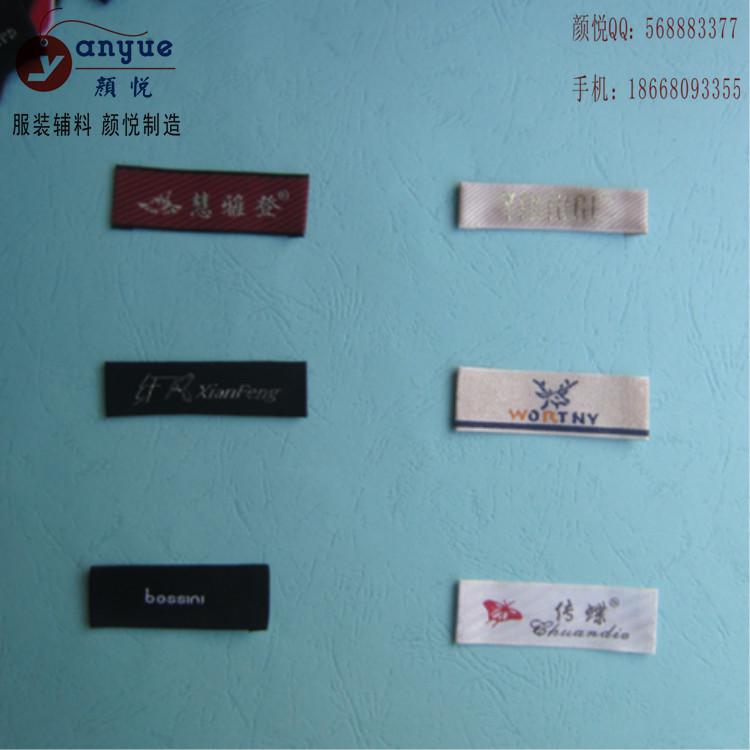 anyue
颜悦QQ: 568883377
顏悦
手机: 18668093355
服装辅料 颜悦制造
慧雅登®
纤风 XianFeng
WORTNY
bossini
传蝶®
Chuandie